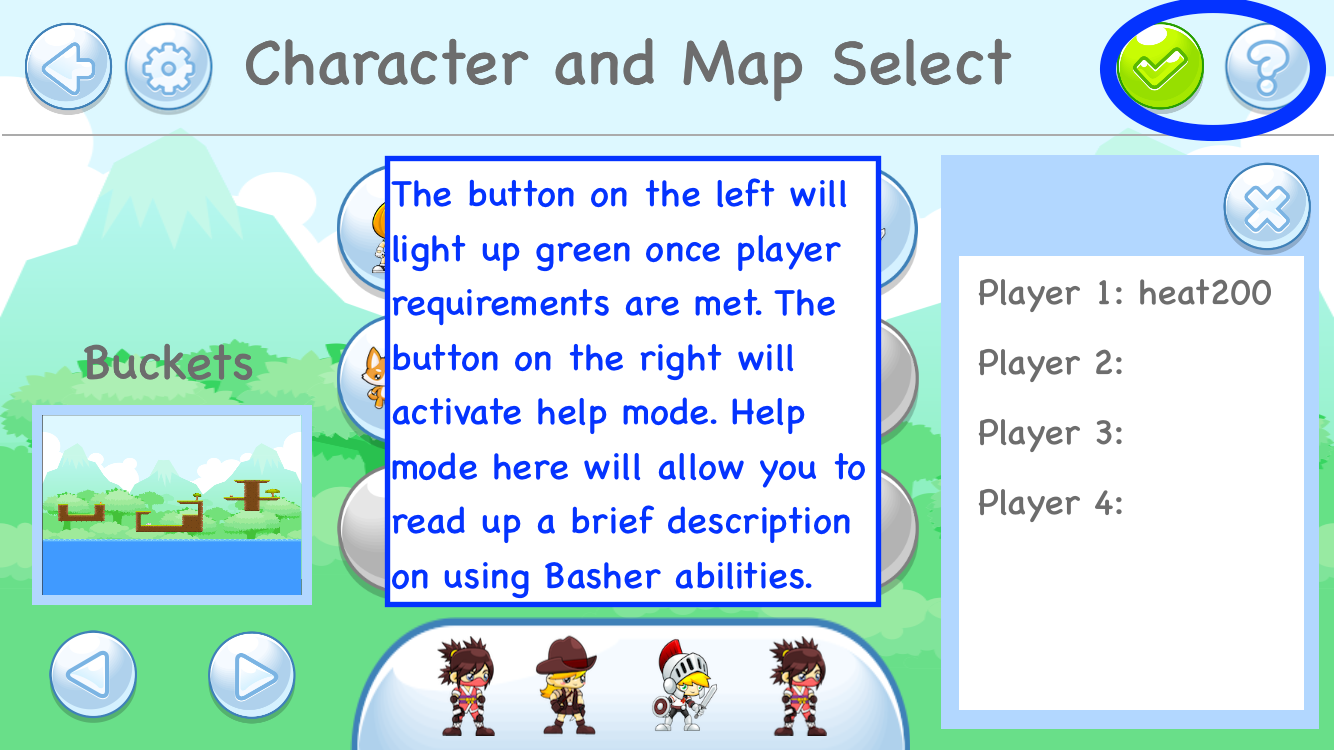 Character and Map Select
The button on the left will
light up green once player
requirements are met. The
button on the right will
activate help mode. Help
mode here will allow you to
read up a brief description
on using Basher abilities.
Buckets
Player 1: heat200
Player 2:
Player 3:
Player 4: